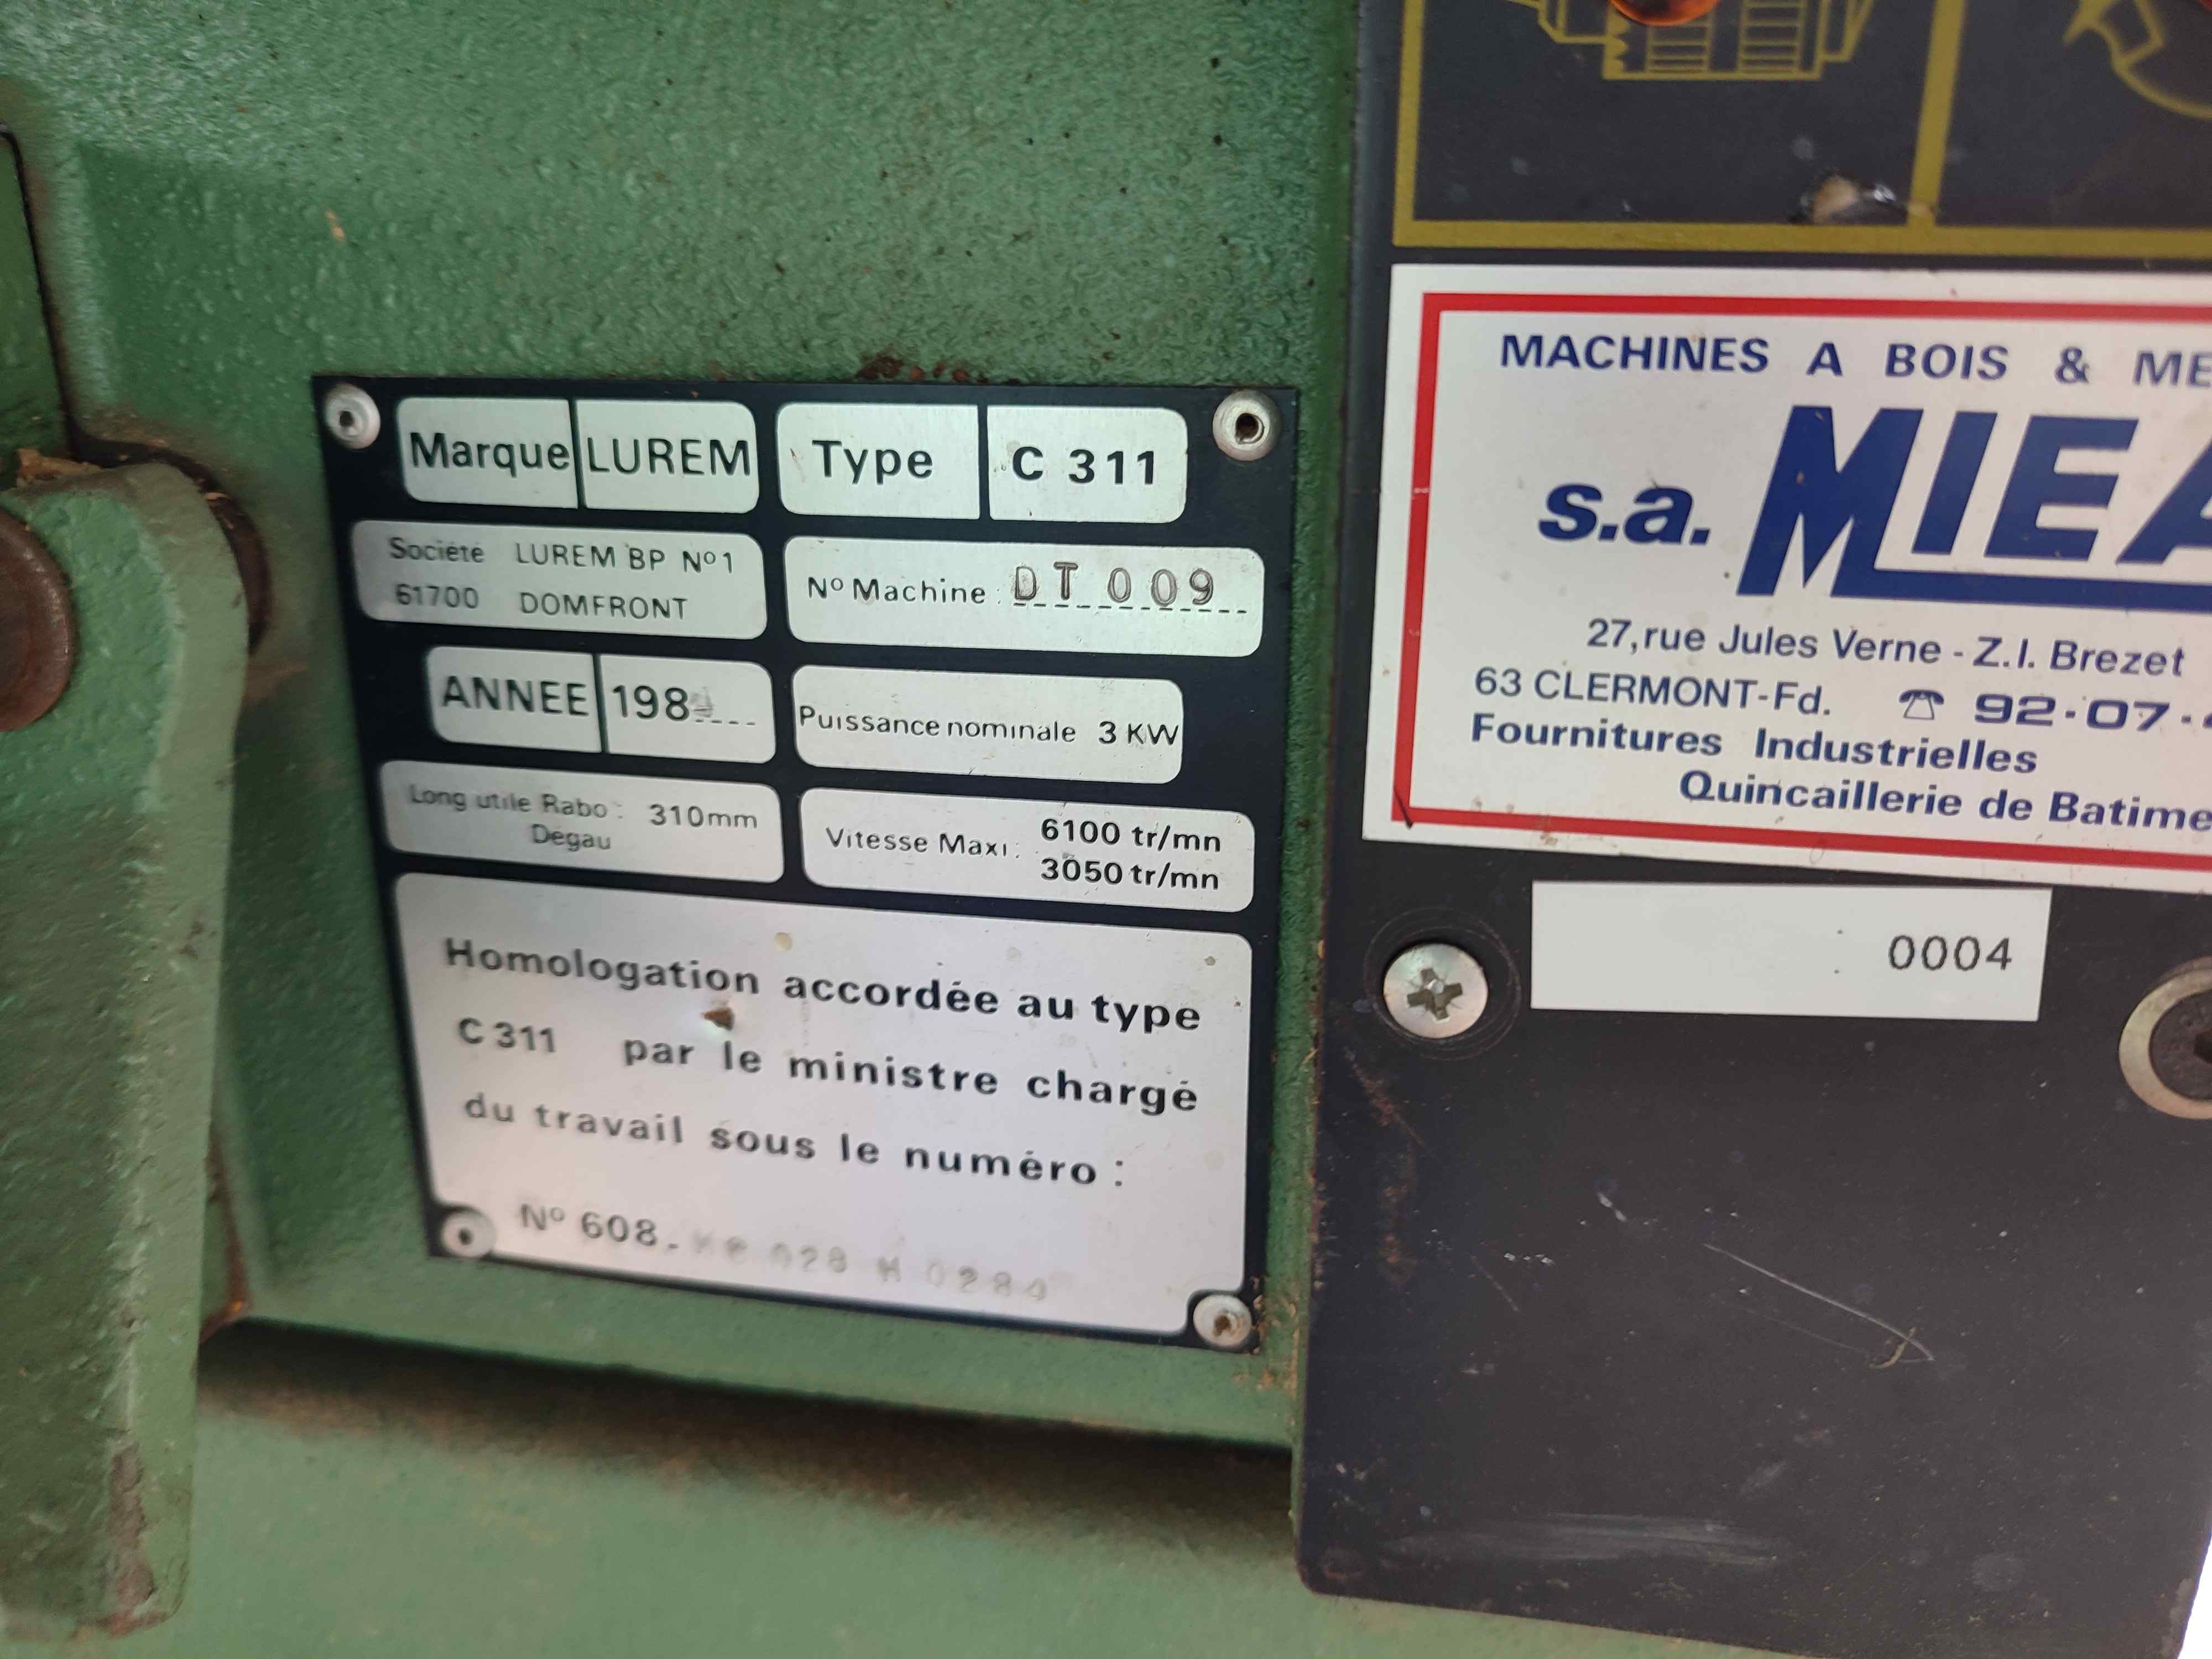 Marque LUREM Type C 311
Société LUREM BP Nº1
61700 DOMFRONT
Nº Machine : DT 009
ANNEE 198
Puissance nominale 3 KW
Long utile Rabo : 310mm
Degau
Vitesse Maxi : 6100 tr/mn
3050 tr/mn
Homologation accordée au type
C 311 par le ministre chargé
du travail sous le numéro :
Nº 608.
MACHINES A BOIS & ME
s.a. MIEA
27, rue Jules Verne - Z.I. Brezet
63 CLERMONT-Fd. ☎ 92-07-
Fournitures Industrielles
Quincaillerie de Batime
0004